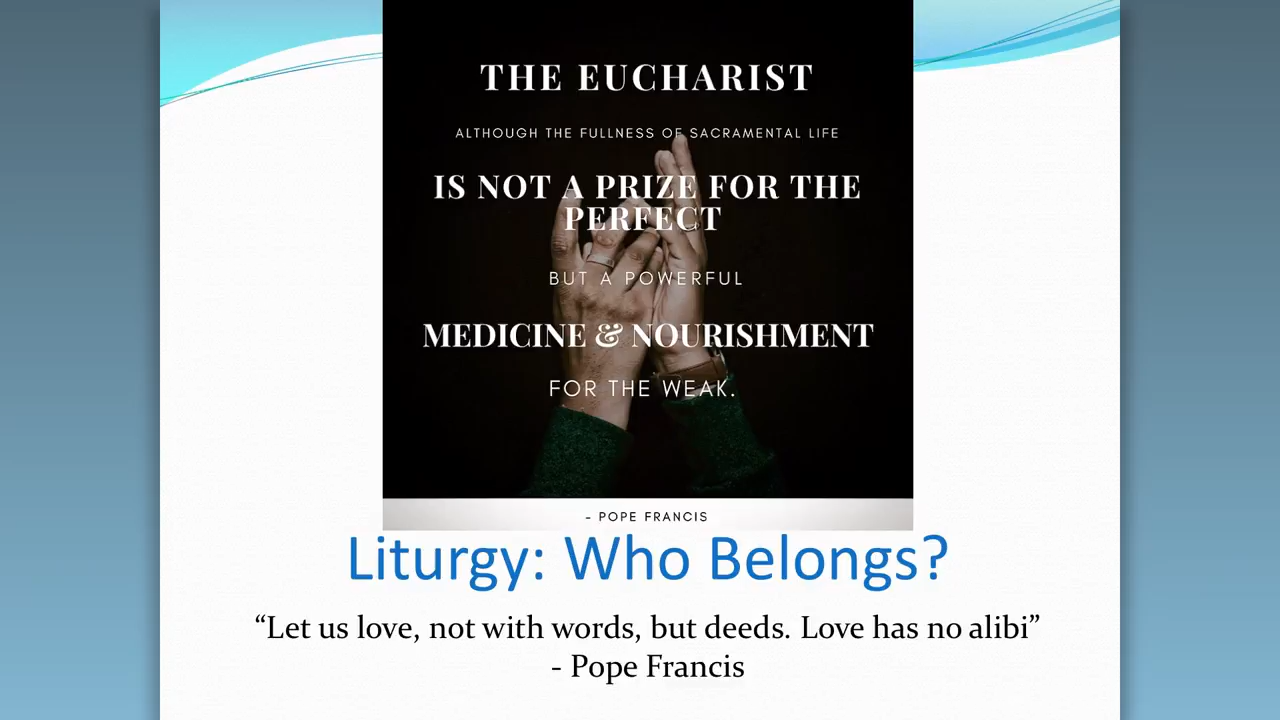 THE EUCHARIST
ALTHOUGH THE FULLNESS OF SACRAMENTAL LIFE
IS NOT A PRIZE FOR THE
PERFECT
BUT A POWERFUL
MEDICINE & NOURISHMENT
FOR THE WEAK.
- POPE FRANCIS
Liturgy: Who Belongs?
“Let us love, not with words, but deeds. Love has no alibi”
- Pope Francis